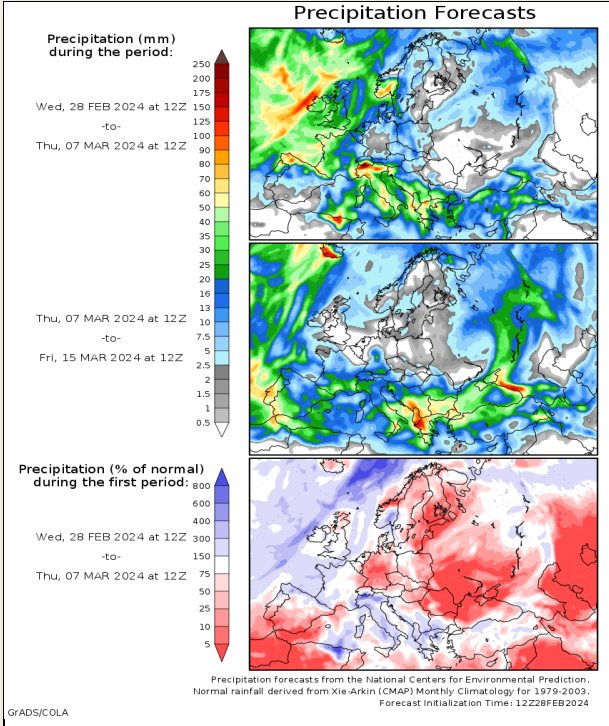 Precipitation Forecasts
Precipitation (mm)
during the period:
Wed, 28 FEB 2024 at 12Z
-to-
Thu, 07 MAR 2024 at 12Z
250
200
175
150
125
100
90
80
70
60
50
40
35
30
25
20
16
13
10
7.5
5
2.5
2
1.5
1
0.5
Thu, 07 MAR 2024 at 12Z
-to-
Fri, 15 MAR 2024 at 12Z
Precipitation (% of normal)
during the first period:
Wed, 28 FEB 2024 at 12Z
-to-
Thu, 07 MAR 2024 at 12Z
800
600
400
300
150
75
50
25
10
5
Precipitation forecasts from the National Centers for Environmental Prediction.
Normal rainfall derived from Xie-Arkin (CMAP) Monthly Climatology for 1979-2003.
Forecast Initialization Time: 12Z28FEB2024
GrADS/COLA